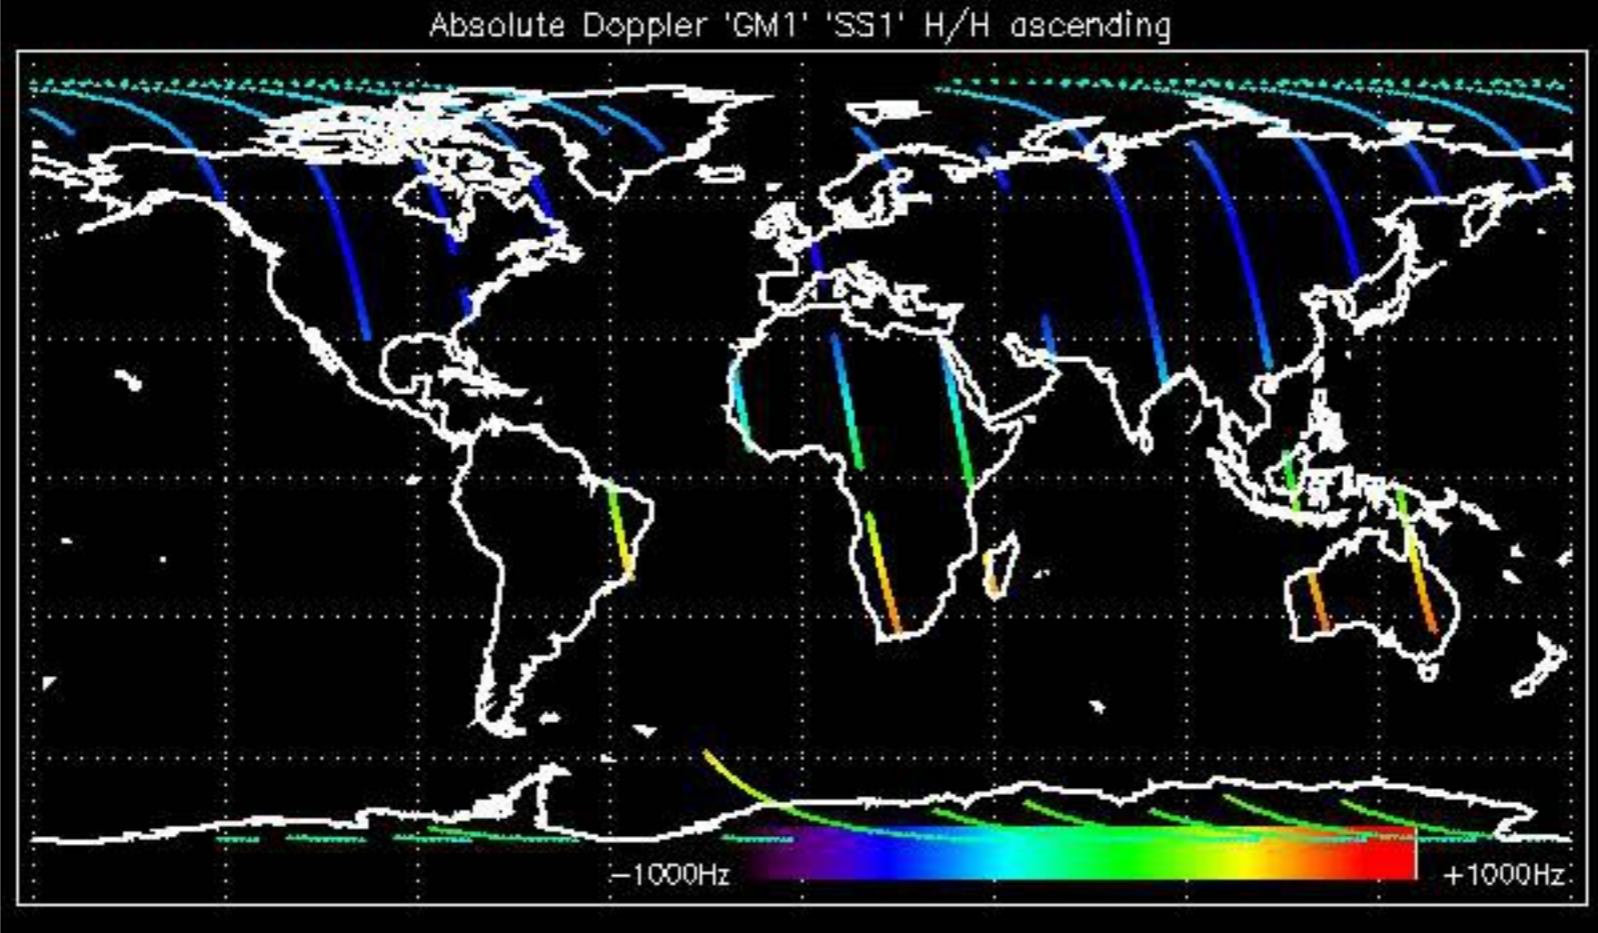 Absolute Doppler 'GM1' 'SS1' H/H ascending
−1000Hz
+1000Hz